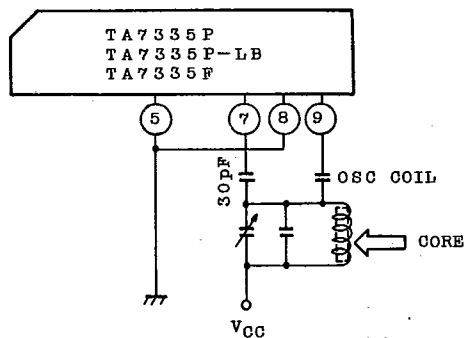 TA7335P
TA7335P-LB
TA7335F
5 7 8 9
30pF
OSC COIL
CORE
VCC